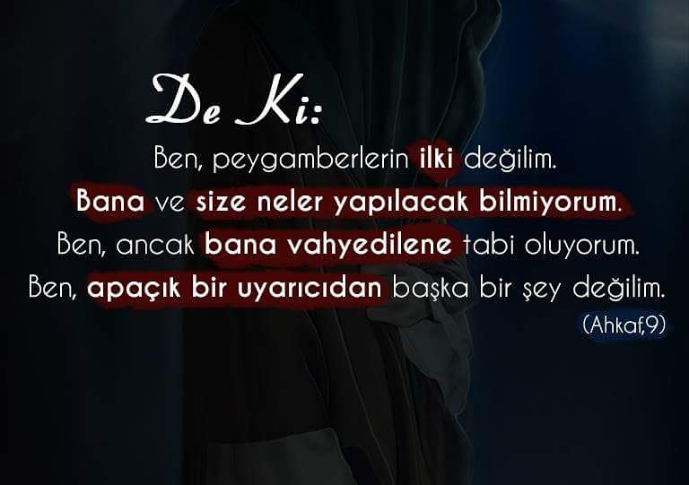 De Ki:
Ben, peygamberlerin ilki değilim.
Bana ve size neler yapılacak bilmiyorum.
Ben, ancak bana vahyedilene tabi oluyorum.
Ben, apaçık bir uyarıcıdan başka bir şey değilim.
(Ahkaf,9)